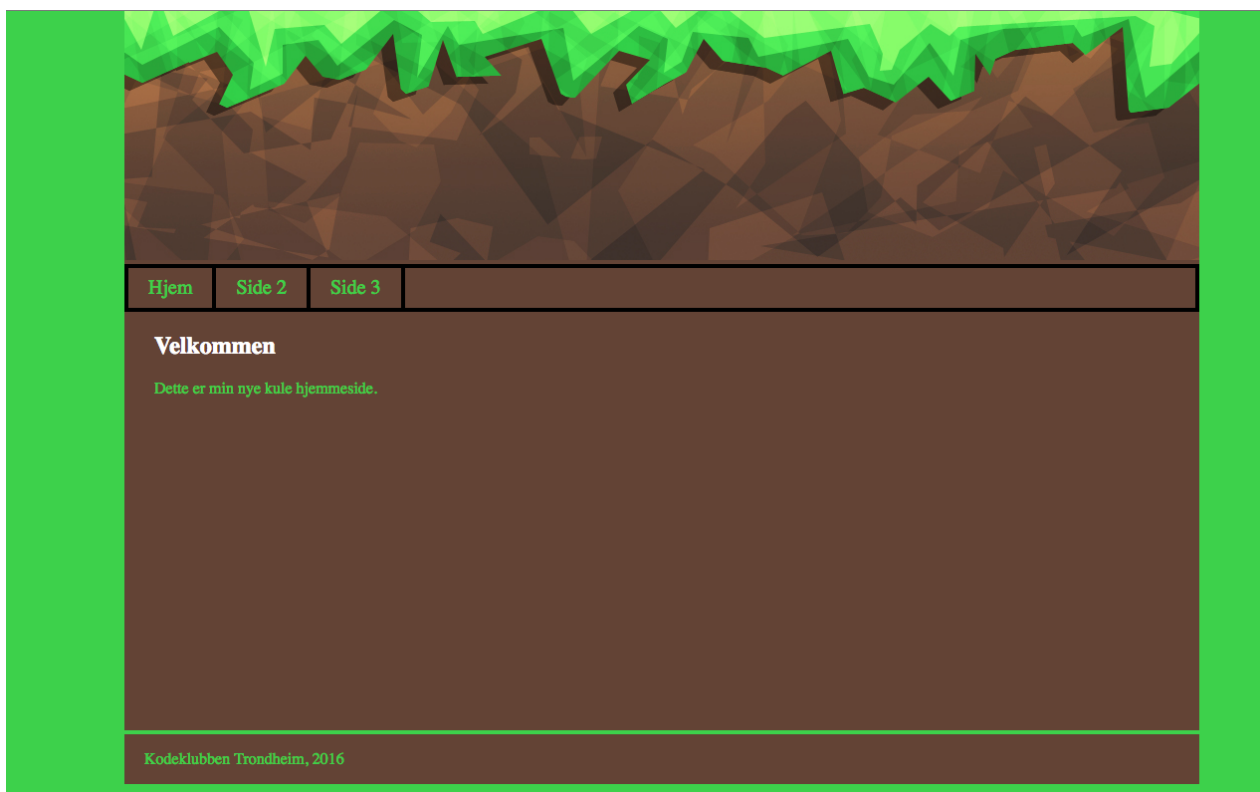 Hjem Side 2 Side 3
Velkommen
Dette er min nye kule hjemmeside.
Kodeklubben Trondheim, 2016